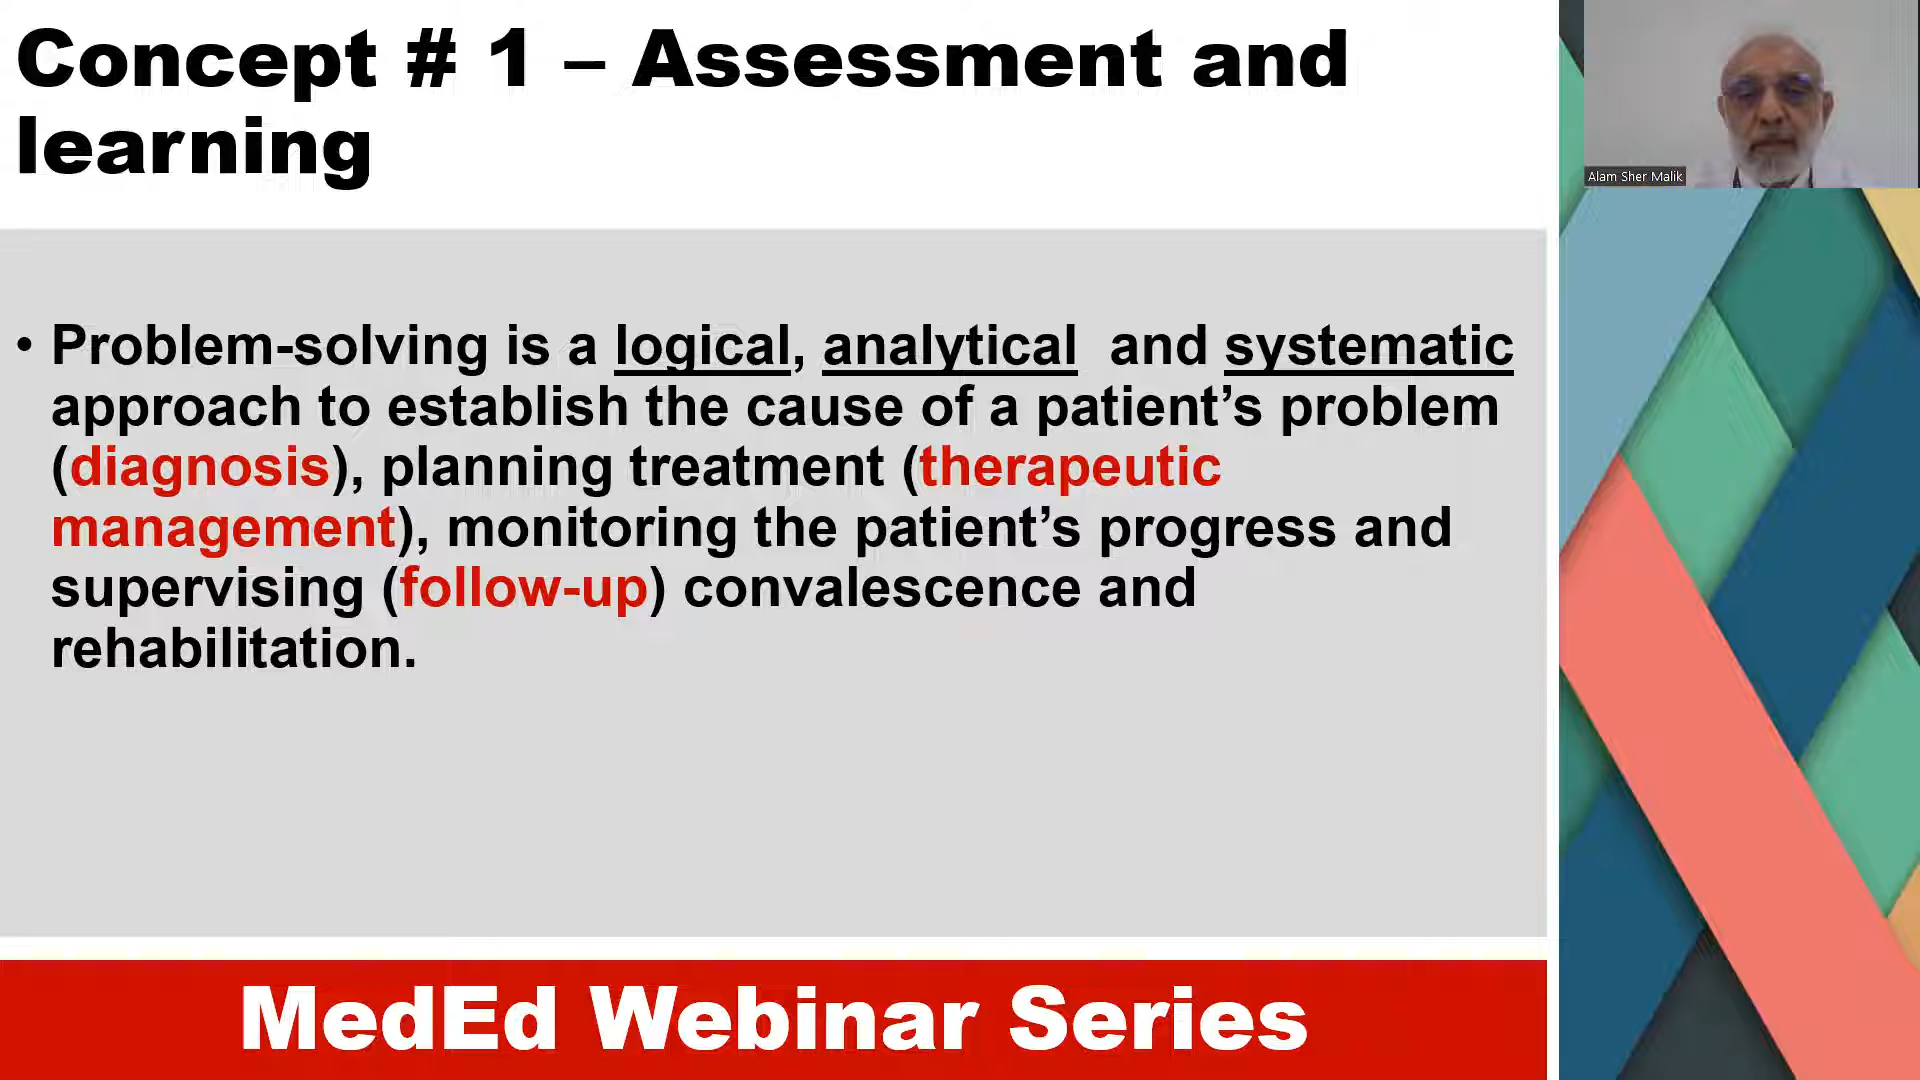 Concept # 1 – Assessment and
learning
Alam Sher Malik
• Problem-solving is a logical, analytical and systematic
approach to establish the cause of a patient’s problem
(diagnosis), planning treatment (therapeutic
management), monitoring the patient’s progress and
supervising (follow-up) convalescence and
rehabilitation.
MedEd Webinar Series